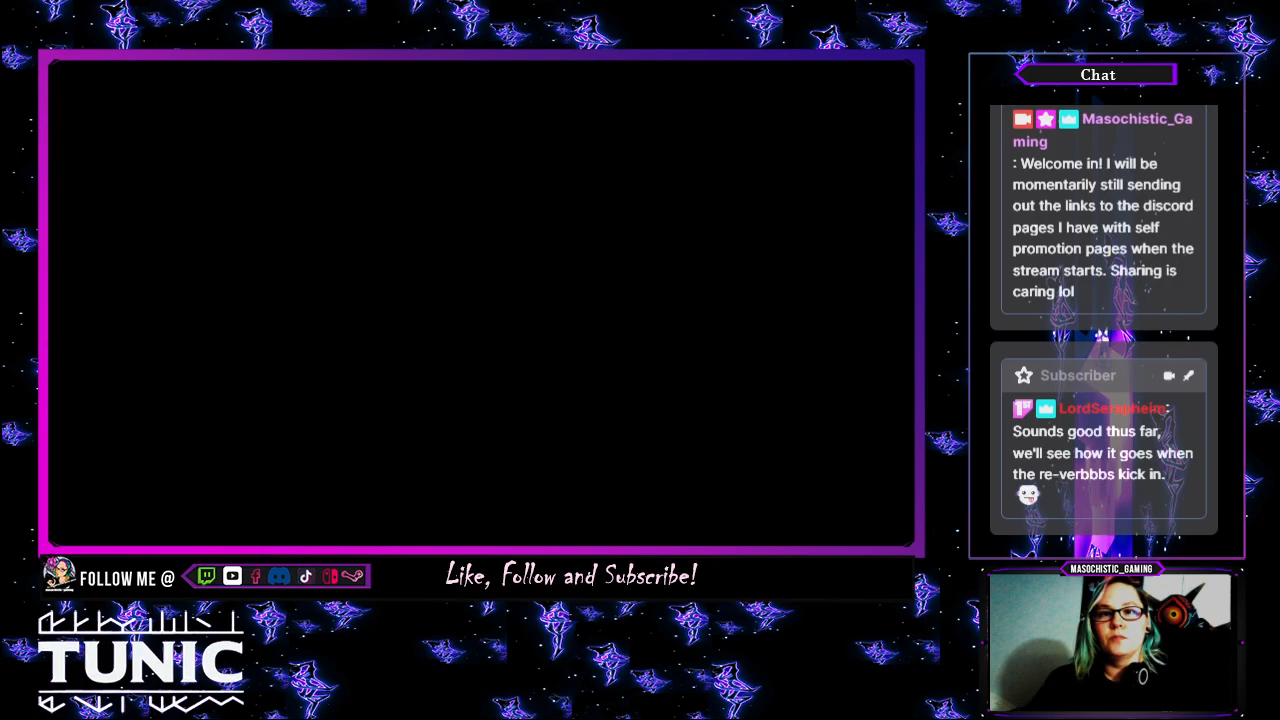 Chat
Masochistic_Ga
ming
: Welcome in! I will be
momentarily still sending
out the links to the discord
pages I have with self
promotion pages when the
stream starts. Sharing is
caring lol
Subscriber
1ST LordSerapheim:
Sounds good thus far,
we'll see how it goes when
the re-verbbbs kick in.
FOLLOW ME @
Like, Follow and Subscribe!
MASOCHISTIC_GAMING
TUNIC